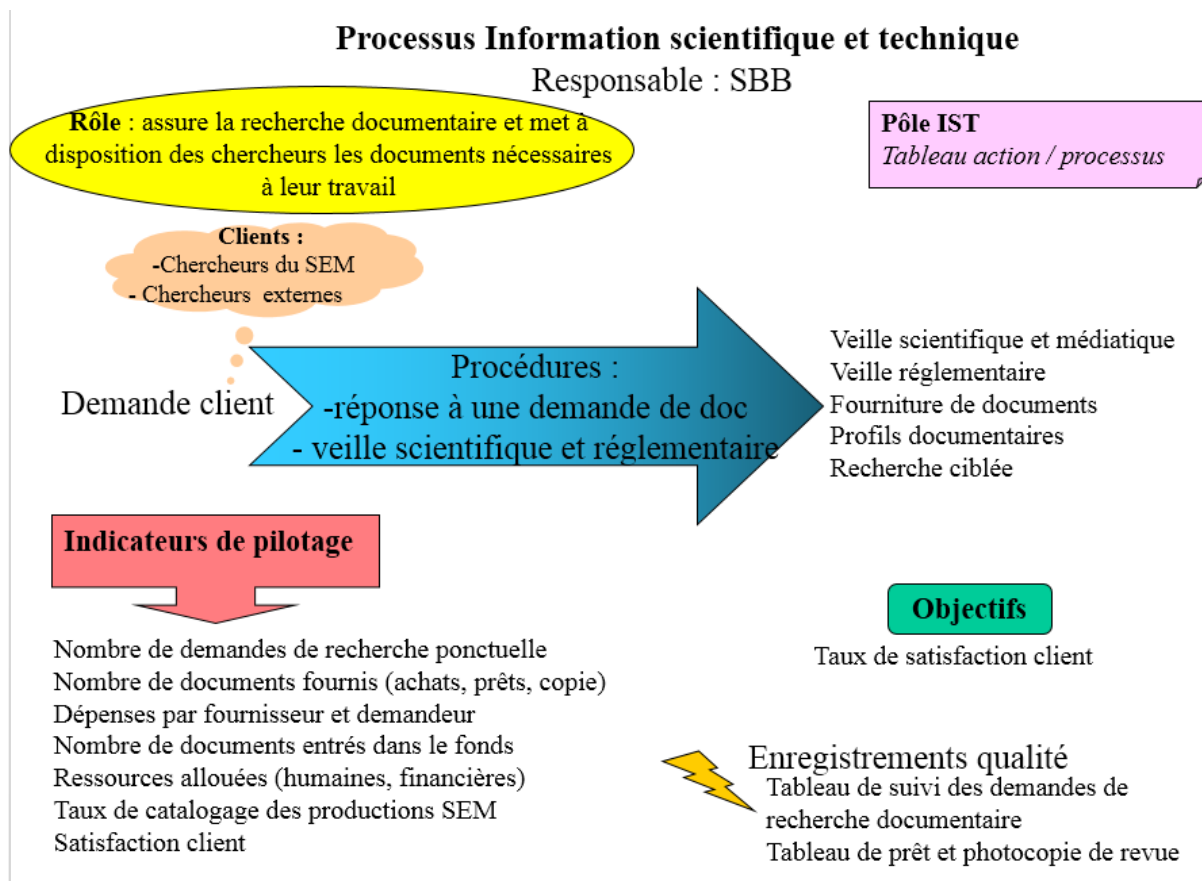 Processus Information scientifique et technique
Responsable : SBB
Rôle : assure la recherche documentaire et met à
disposition des chercheurs les documents nécessaires
à leur travail
Pôle IST
Tableau action / processus
Clients :
-Chercheurs du SEM
- Chercheurs externes
Demande client
Procédures :
-réponse à une demande de doc
- veille scientifique et réglementaire
Veille scientifique et médiatique
Veille réglementaire
Fourniture de documents
Profils documentaires
Recherche ciblée
Indicateurs de pilotage
Nombre de demandes de recherche ponctuelle
Nombre de documents fournis (achats, prêts, copie)
Dépenses par fournisseur et demandeur
Nombre de documents entrés dans le fonds
Ressources allouées (humaines, financières)
Taux de catalogage des productions SEM
Satisfaction client
Objectifs
Taux de satisfaction client
Enregistrements qualité
Tableau de suivi des demandes de
recherche documentaire
Tableau de prêt et photocopie de revue